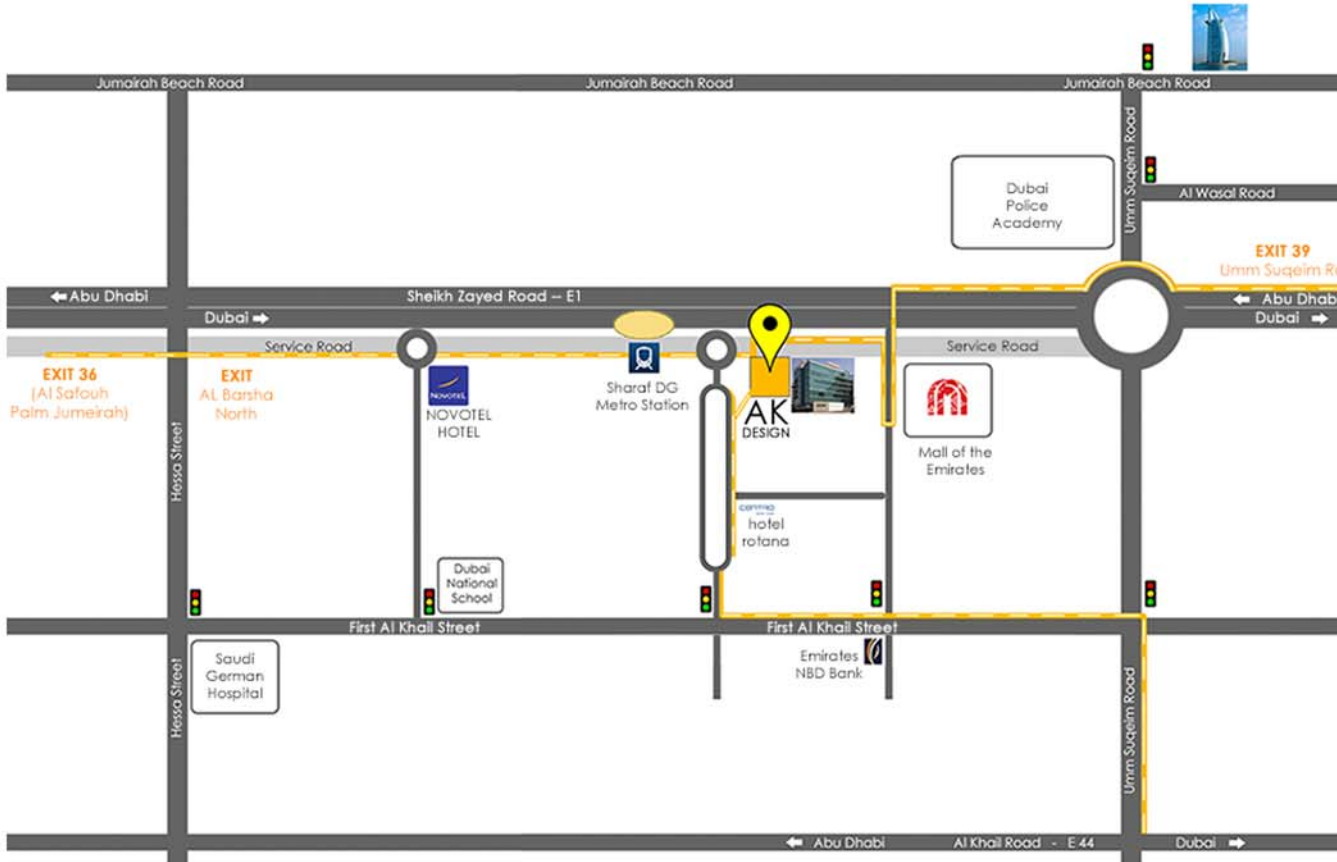 Jumairah Beach Road
Jumairah Beach Road
Jumairah Beach Road
Umm Suqeim Road
Dubai
Police
Academy
Al Wasal Road
EXIT 39
Umm Suqeim
Abu Dhabi
Sheikh Zayed Road -- E1
Abu Dhab
Dubai
Dubai
Service Road
Service Road
EXIT 36
(Al Safouh
Palm Jumeirah)
EXIT
AL Barsha
North
NOVOTEL
NOVOTEL
HOTEL
Sharaf DG
Metro Station
AK
DESIGN
Mall of the
Emirates
Hessa Street
CENTRO
hotel
rotana
Dubai
National
School
First Al Khail Street
First Al Khail Street
Saudi
German
Hospital
Emirates
NBD Bank
Hessa Street
Umm Suqeim Road
Abu Dhabi
Al Khail Road - E 44
Dubai